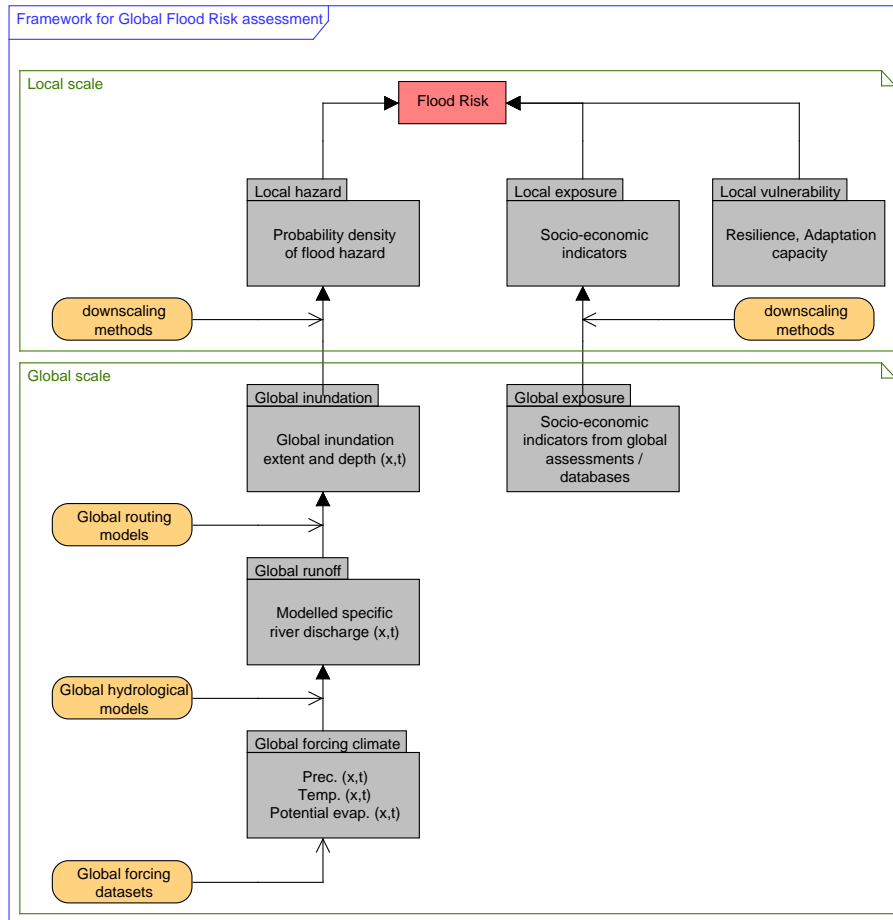 Framework for Global Flood Risk assessment
Local scale
Flood Risk
Local hazard
Probability density
of flood hazard
Local exposure
Socio-economic
indicators
Local vulnerability
Resilience, Adaptation
capacity
downscaling
methods
downscaling
methods
Global scale
Global inundation
Global inundation
extent and depth (x,t)
Global exposure
Socio-economic
indicators from global
assessments /
databases
Global routing
models
Global runoff
Modelled specific
river discharge (x,t)
Global hydrological
models
Global forcing climate
Prec. (x,t)
Temp. (x,t)
Potential evap. (x,t)
Global forcing
datasets